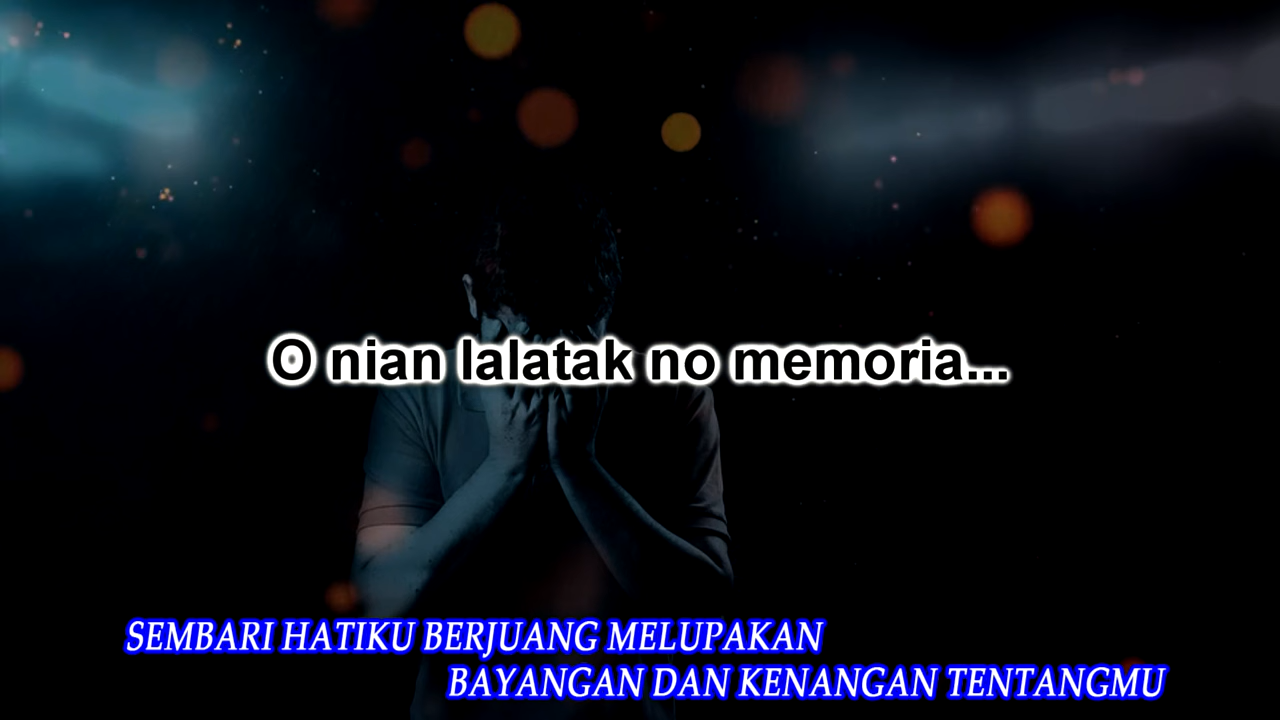 O nian lalatak no memoria...
SEMBARI HATIKU BERJUANG MELUPAKAN
BAYANGAN DAN KENANGAN TENTANGMU